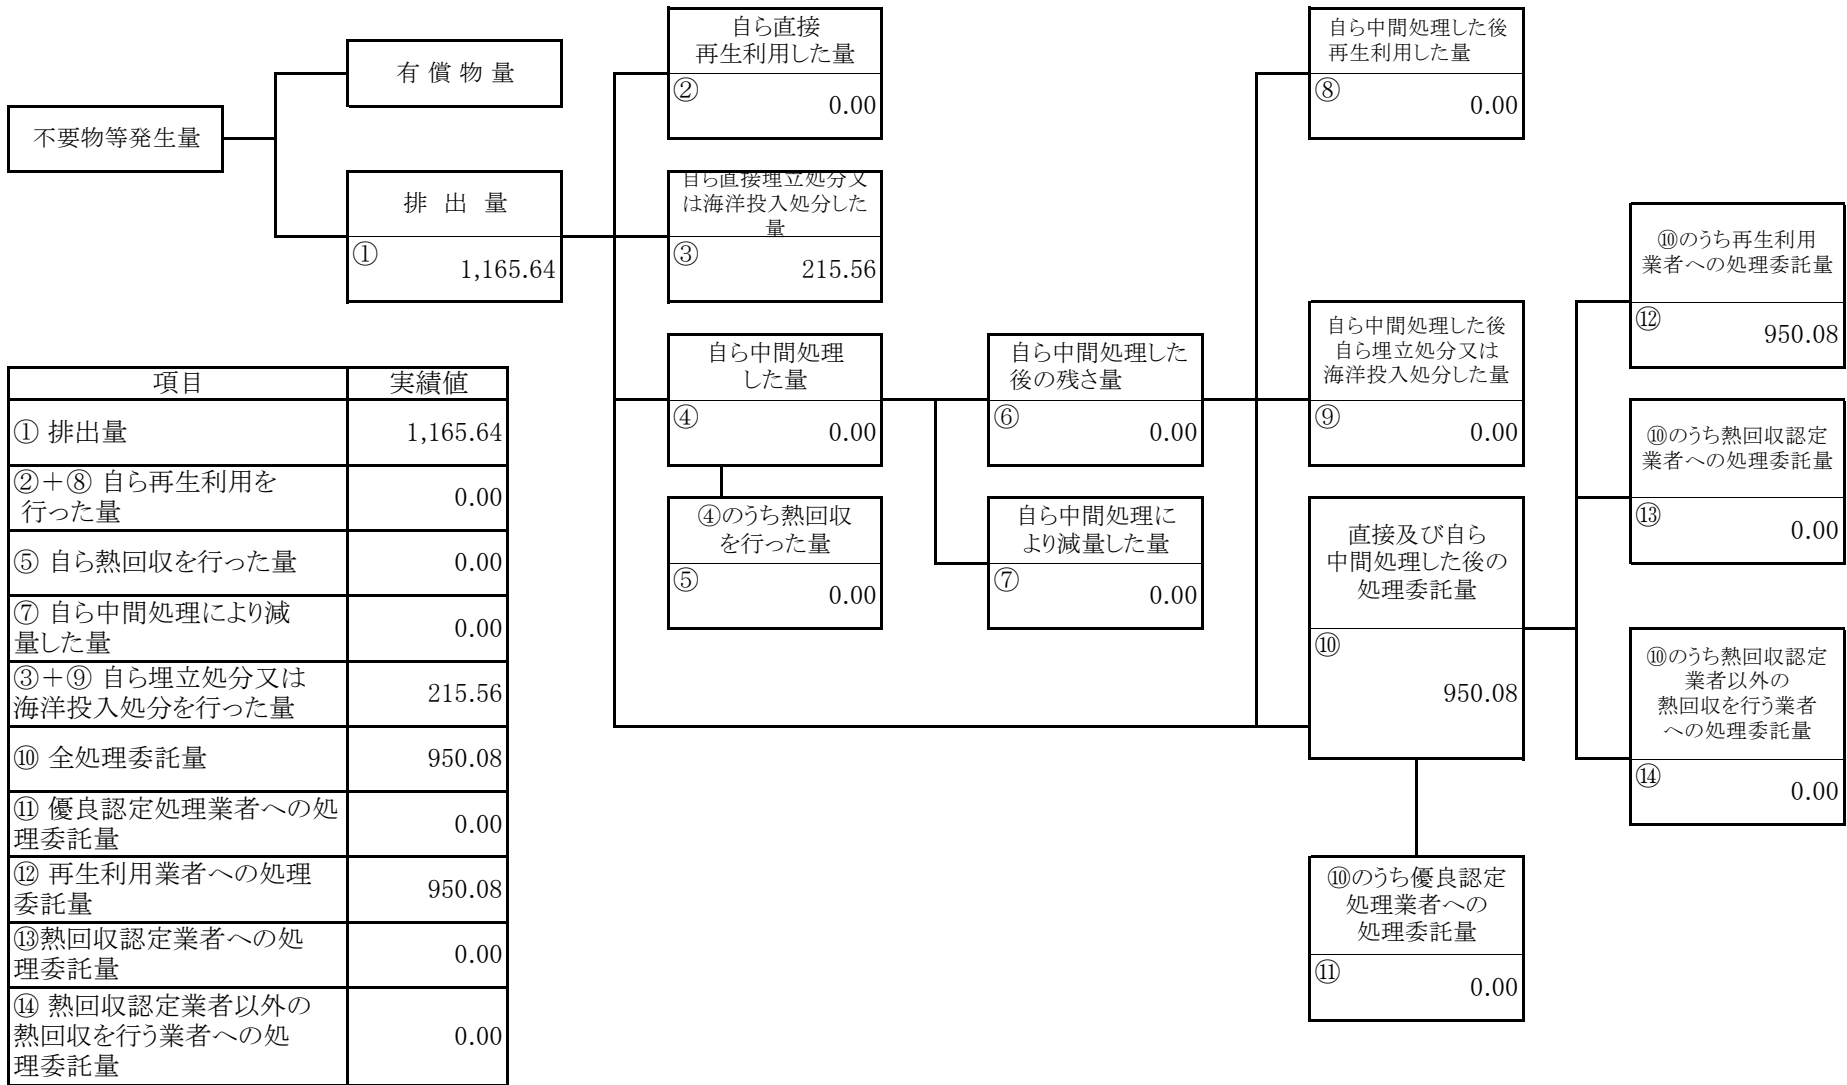 不要物等発生量
有 償 物 量
排 出 量
①
1,165.64
自ら直接
再生利用した量
②
0.00
自ら直接埋立処分又
は海洋投入処分した
量
③
215.56
自ら中間処理
した量
④
0.00
④のうち熱回収
を行った量
⑤
0.00
自ら中間処理した
後の残さ量
⑥
0.00
自ら中間処理に
より減量した量
⑦
0.00
自ら中間処理した後
再生利用した量
⑧
0.00
自ら中間処理した後
自ら埋立処分又は
海洋投入処分した量
⑨
0.00
直接及び自ら
中間処理した後の
処理委託量
⑩
950.08
⑩のうち優良認定
処理業者への
処理委託量
⑪
0.00
⑩のうち再生利用
業者への処理委託量
⑫
950.08
⑩のうち熱回収認定
業者への処理委託量
⑬
0.00
⑩のうち熱回収認定
業者以外の
熱回収を行う業者
への処理委託量
⑭
0.00
項目 実績値
① 排出量 1,165.64
②+⑧ 自ら再生利用を
行った量 0.00
⑤ 自ら熱回収を行った量 0.00
⑦ 自ら中間処理により減
量した量 0.00
③+⑨ 自ら埋立処分又は
海洋投入処分を行った量 215.56
⑩ 全処理委託量 950.08
⑪ 優良認定処理業者への処
理委託量 0.00
⑫ 再生利用業者への処理
委託量 950.08
⑬熱回収認定業者への処
理委託量 0.00
⑭ 熱回収認定業者以外の
熱回収を行う業者への処
理委託量 0.00